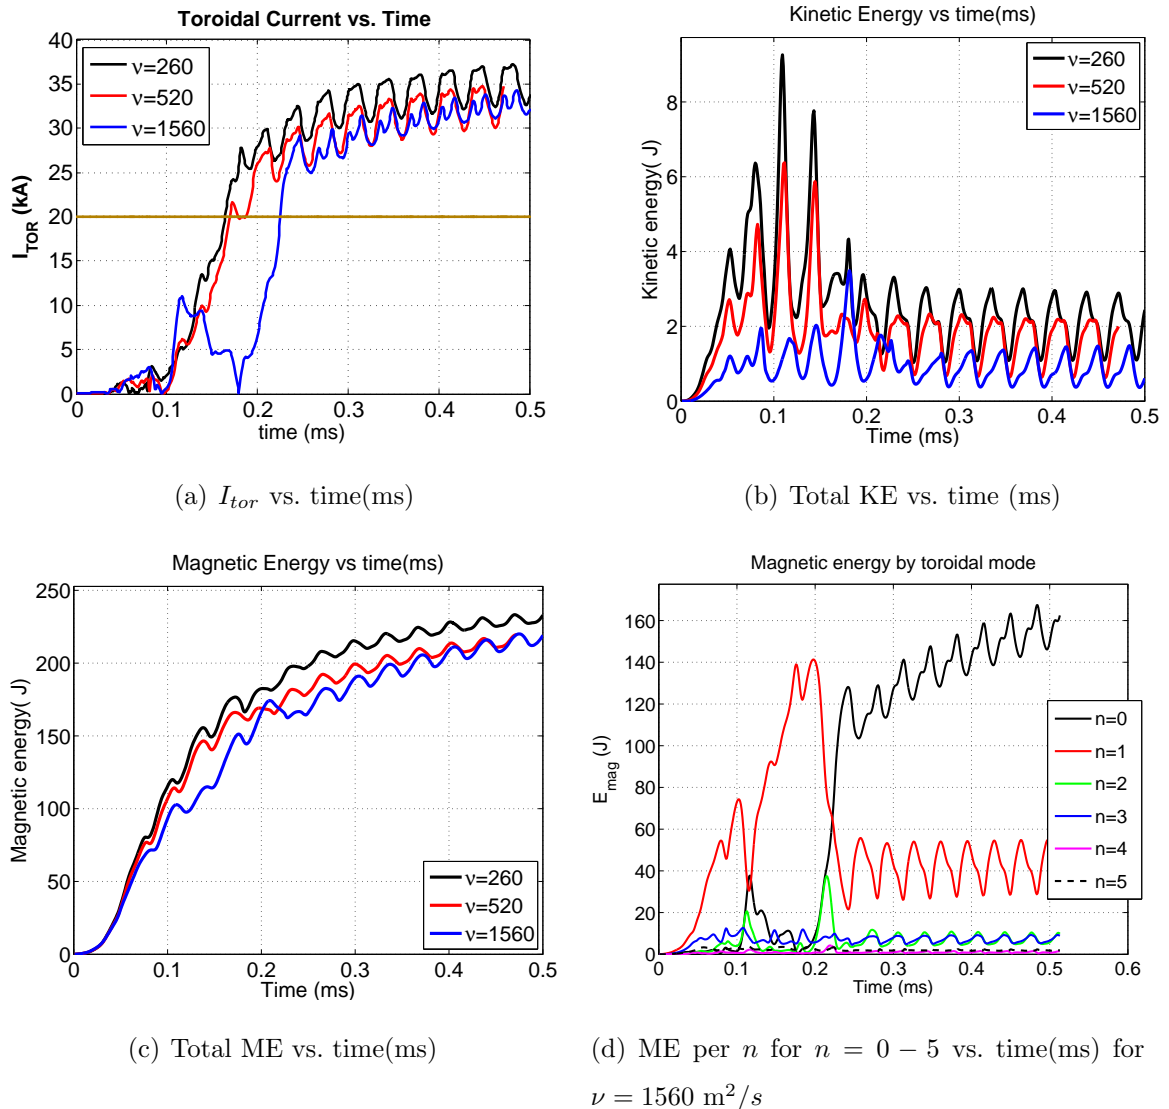 Toroidal Current vs. Time
40
35
30
25
20
15
10
5
0
I_TOR (kA)
ν=260
ν=520
ν=1560
0 0.1 0.2 0.3 0.4 0.5
time (ms)
(a) I_tor vs. time(ms)
Kinetic Energy vs time(ms)
8
6
4
2
0
Kinetic energy( J)
ν=260
ν=520
ν=1560
0 0.1 0.2 0.3 0.4 0.5
Time (ms)
(b) Total KE vs. time (ms)
Magnetic Energy vs time(ms)
250
200
150
100
50
0
Magnetic energy( J)
ν=260
ν=520
ν=1560
0 0.1 0.2 0.3 0.4 0.5
Time (ms)
(c) Total ME vs. time(ms)
Magnetic energy by toroidal mode
160
140
120
100
80
60
40
20
0
E_mag (J)
n=0
n=1
n=2
n=3
n=4
n=5
0 0.1 0.2 0.3 0.4 0.5 0.6
Time (ms)
(d) ME per n for n = 0 − 5 vs. time(ms) for
ν = 1560 m²/s